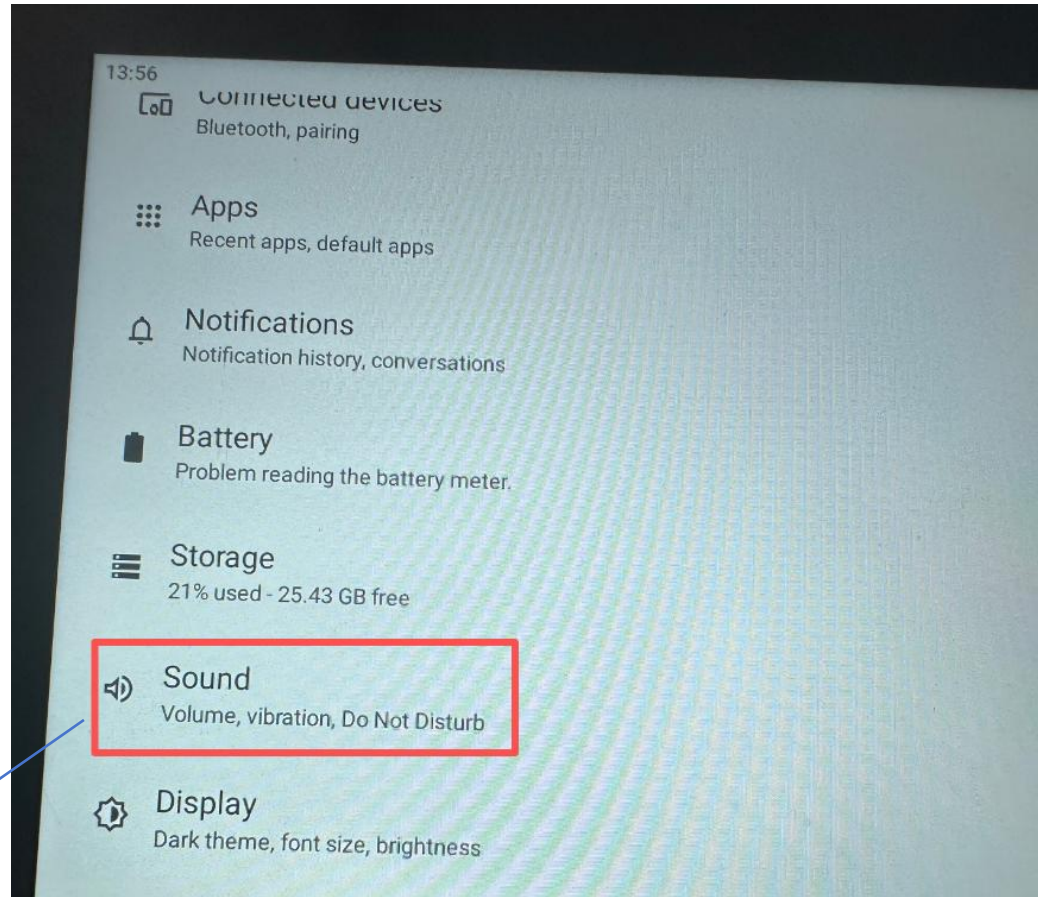 13:56
Connected devices
Bluetooth, pairing
Apps
Recent apps, default apps
Notifications
Notification history, conversations
Battery
Problem reading the battery meter.
Storage
21% used - 25.43 GB free
Sound
Volume, vibration, Do Not Disturb
Display
Dark theme, font size, brightness